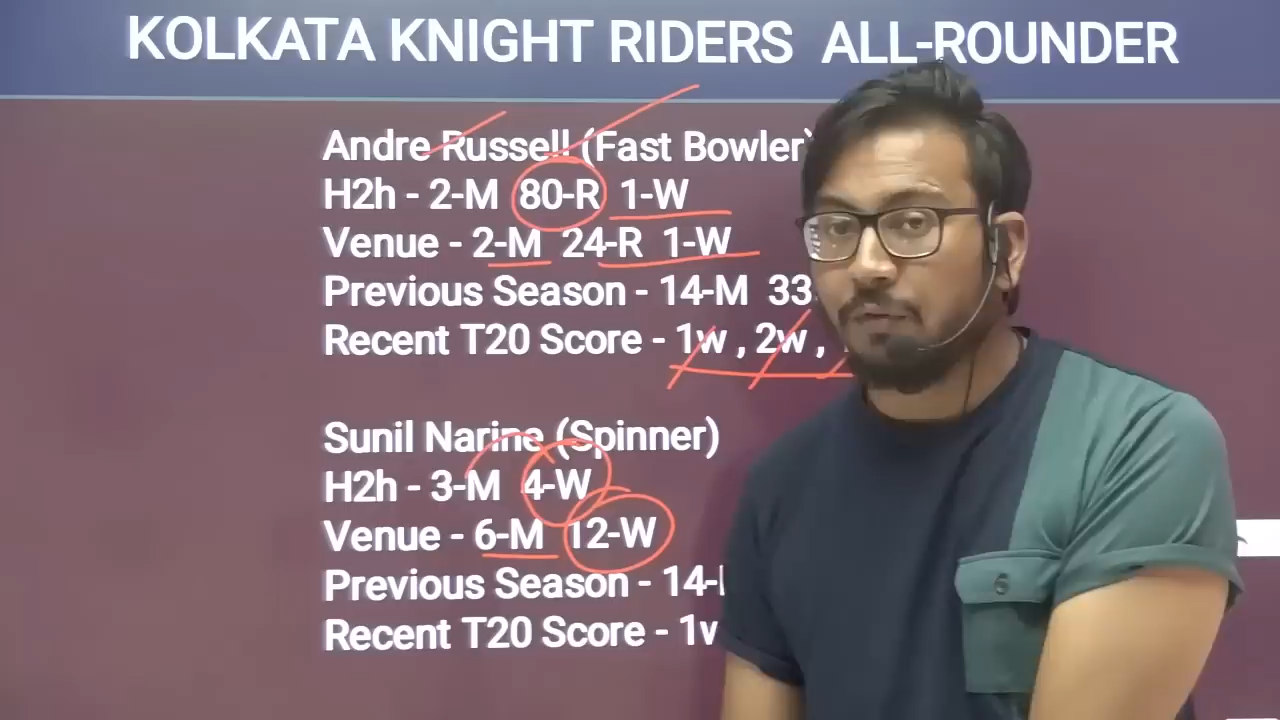 KOLKATA KNIGHT RIDERS ALL-ROUNDER
Andre Russell (Fast Bowler)
H2h - 2-M 80-R 1-W
Venue - 2-M 24-R 1-W
Previous Season - 14-M 33
Recent T20 Score - 1w , 2w ,
Sunil Narine (Spinner)
H2h - 3-M 4-W
Venue - 6-M 12-W
Previous Season - 14-
Recent T20 Score - 1w